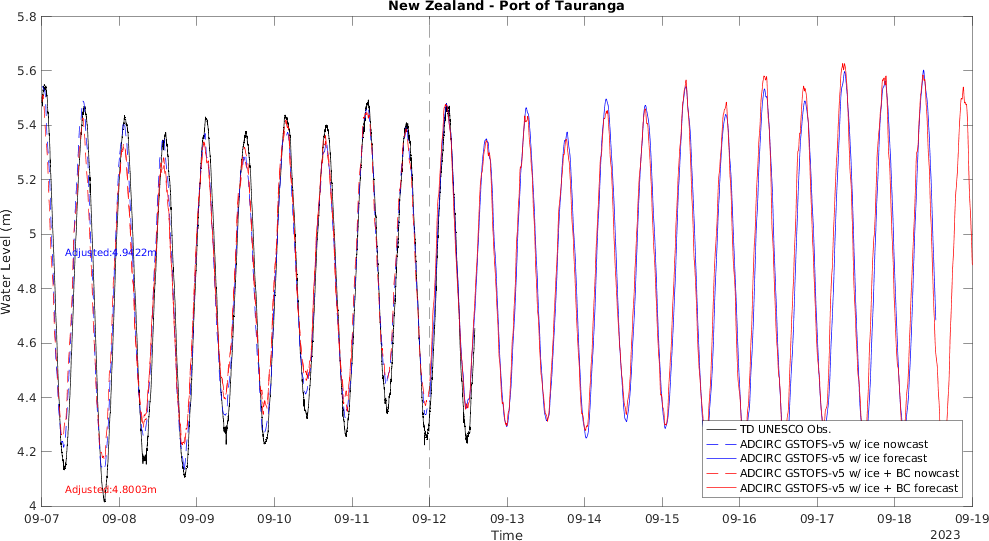 New Zealand - Port of Tauranga
5.8
5.6
5.4
5.2
5
4.8
4.6
4.4
4.2
4
Water Level (m)
Adjusted:4.9422m
Adjusted:4.8003m
TD UNESCO Obs.
ADCIRC GSTOFS-v5 w/ ice nowcast
ADCIRC GSTOFS-v5 w/ ice forecast
ADCIRC GSTOFS-v5 w/ ice + BC nowcast
ADCIRC GSTOFS-v5 w/ ice + BC forecast
09-07 09-08 09-09 09-10 09-11 09-12 09-13 09-14 09-15 09-16 09-17 09-18 09-19
Time
2023